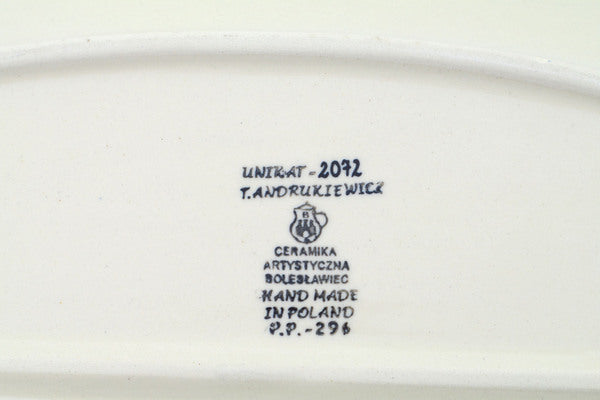 UNIKAT-2072
T.ANDRUKIEWICZ
B
CERAMIKA
ARTYSTYCZNA
BOLESŁAWIEC
HAND MADE
IN POLAND
P.P.-296